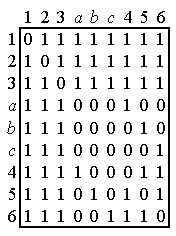 1 2 3 a b c 4 5 6
1 0 1 1 1 1 1 1 1 1
2 1 0 1 1 1 1 1 1 1
3 1 1 0 1 1 1 1 1 1
a 1 1 1 0 0 0 1 0 0
b 1 1 1 0 0 0 0 1 0
c 1 1 1 0 0 0 0 0 1
4 1 1 1 1 0 0 0 1 1
5 1 1 1 0 1 0 1 0 1
6 1 1 1 0 0 1 1 1 0